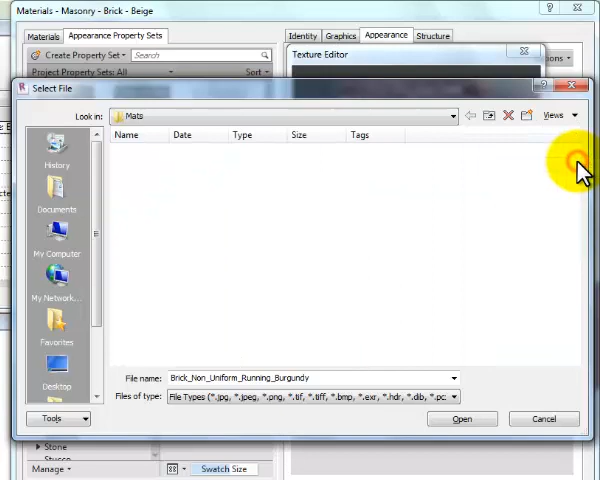 Materials - Masonry - Brick - Beige
Materials Appearance Property Sets Identity Graphics Appearance Structure
Create Property Set Search Texture Editor
Project Property Sets: All Sort
Select File
Look in: Mats Views
Name Date Type Size Tags
History
Documents
My Computer
My Network...
Favorites
Desktop
File name: Brick_Non_Uniform_Running_Burgundy
Files of type: File Types (*.jpg, *.jpeg, *.png, *.tif, *.tiff, *.bmp, *.exr, *.hdr, *.dib, *.pc:
Tools Open Cancel
Stone
Manage Swatch Size